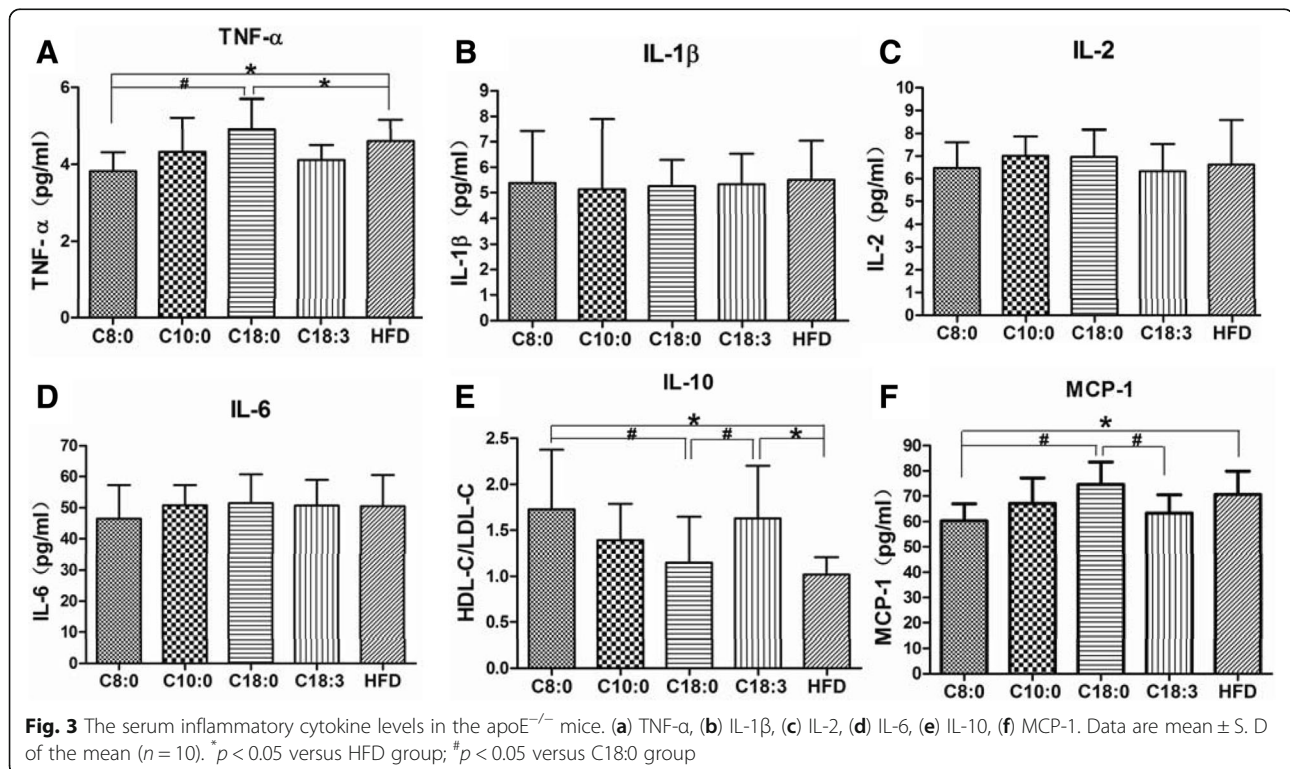 A
TNF-α
*
#
*
TNF-α (pg/ml)
6
4
2
0
C8:0 C10:0 C18:0 C18:3 HFD
B
IL-1β
IL-1β (pg/ml)
9
8
7
6
5
4
3
2
1
0
C8:0 C10:0 C18:0 C18:3 HFD
C
IL-2
IL-2 (pg/ml)
10
9
8
7
6
5
4
3
2
1
0
C8:0 C10:0 C18:0 C18:3 HFD
D
IL-6
IL-6 (pg/ml)
100
90
80
70
60
50
40
30
20
10
0
C8:0 C10:0 C18:0 C18:3 HFD
E
IL-10
*
# # *
HDL-C/LDL-C
2.5
2.0
1.5
1.0
0.5
0.0
C8:0 C10:0 C18:0 C18:3 HFD
F
MCP-1
*
# #
MCP-1 (pg/ml)
90
80
70
60
50
40
30
20
10
0
C8:0 C10:0 C18:0 C18:3 HFD
Fig. 3 The serum inflammatory cytokine levels in the apoE−/− mice. (a) TNF-α, (b) IL-1β, (c) IL-2, (d) IL-6, (e) IL-10, (f) MCP-1. Data are mean ± S. D
of the mean (n = 10). *p < 0.05 versus HFD group; #p < 0.05 versus C18:0 group